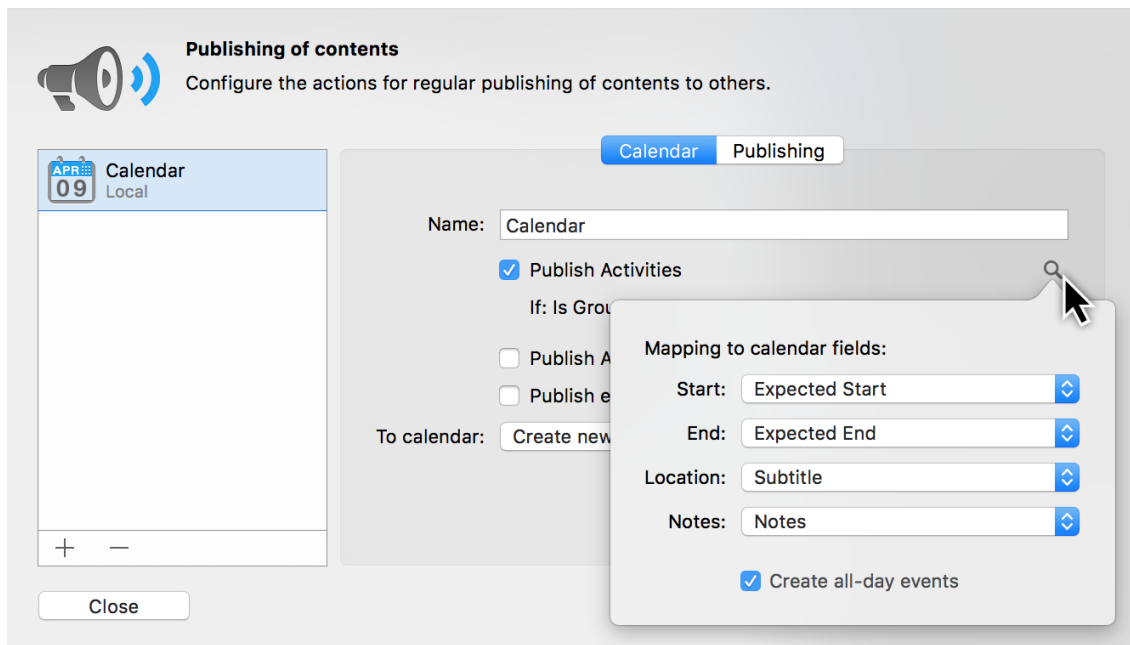 Publishing of contents
Configure the actions for regular publishing of contents to others.
Calendar Publishing
APR
09
Calendar
Local
Name: Calendar
Publish Activities
If: Is
Publish
Publish
To calendar: Create new
Mapping to calendar fields:
Start: Expected Start
End: Expected End
Location: Subtitle
Notes: Notes
Create all-day events
+ −
Close